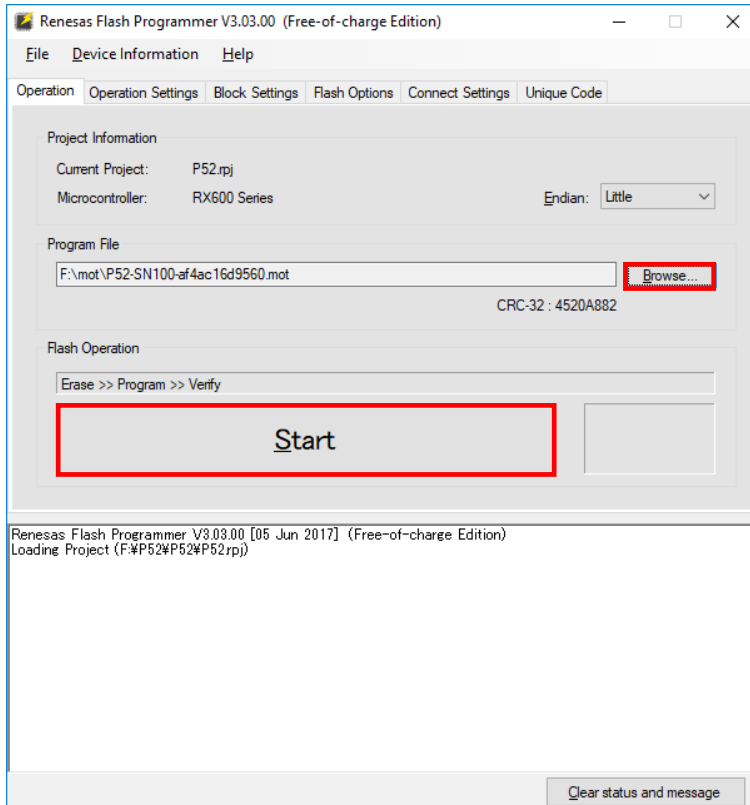 Renesas Flash Programmer V3.03.00 (Free-of-charge Edition)
File Device Information Help
Operation Operation Settings Block Settings Flash Options Connect Settings Unique Code
Project Information
Current Project: P52.rpj
Microcontroller: RX600 Series Endian: Little
Program File
F:\mot\P52-SN100-af4ac16d9560.mot Browse...
CRC-32 : 4520A882
Flash Operation
Erase >> Program >> Verify
Start
Renesas Flash Programmer V3.03.00 [05 Jun 2017] (Free-of-charge Edition)
Loading Project (F:¥P52¥P52¥P52.rpj)
Clear status and message